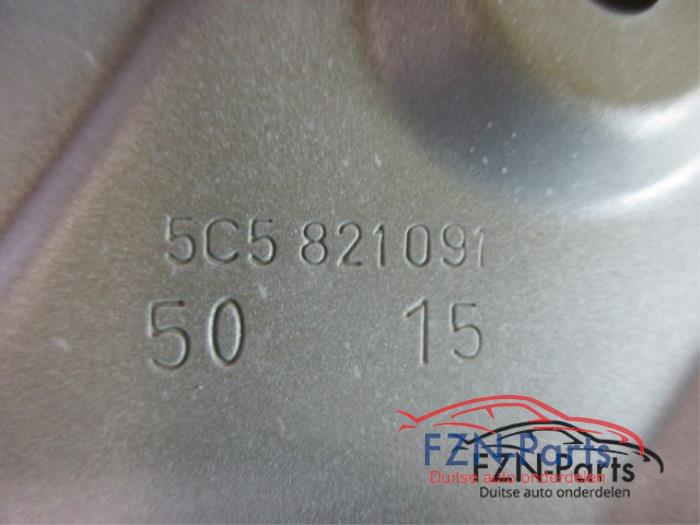 5C5 821091
50 15
FZN-Parts
Duitse auto onderdelen
FZN-Parts
Duitse auto onderdelen